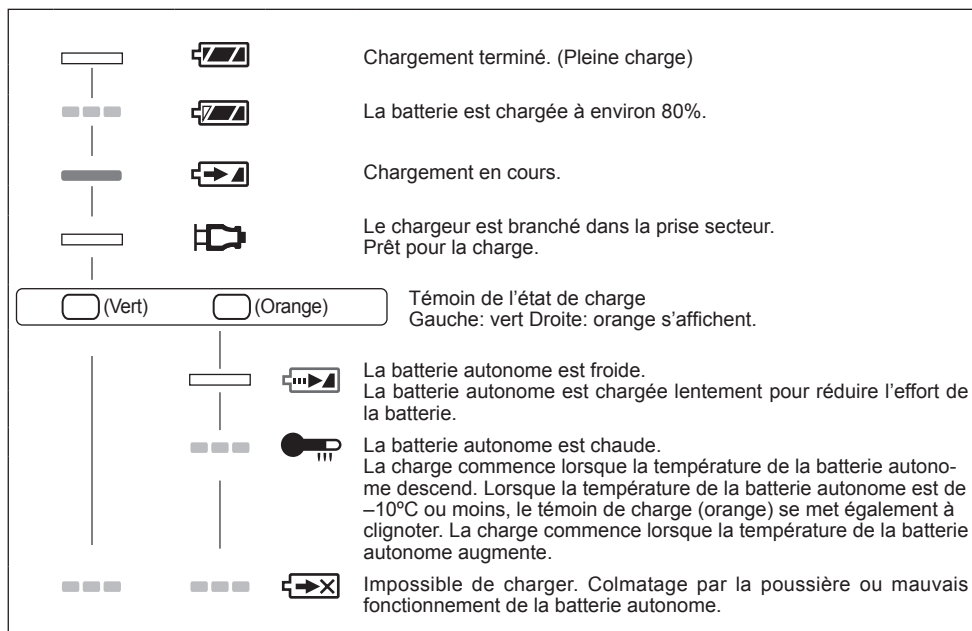 Chargement terminé. (Pleine charge)
La batterie est chargée à environ 80%.
Chargement en cours.
Le chargeur est branché dans la prise secteur.
Prêt pour la charge.
(Vert) (Orange) Témoin de l’état de charge
Gauche: vert Droite: orange s’affichent.
La batterie autonome est froide.
La batterie autonome est chargée lentement pour réduire l’effort de
la batterie.
La batterie autonome est chaude.
La charge commence lorsque la température de la batterie autono-
me descend. Lorsque la température de la batterie autonome est de
–10ºC ou moins, le témoin de charge (orange) se met également à
clignoter. La charge commence lorsque la température de la batterie
autonome augmente.
Impossible de charger. Colmatage par la poussière ou mauvais
fonctionnement de la batterie autonome.